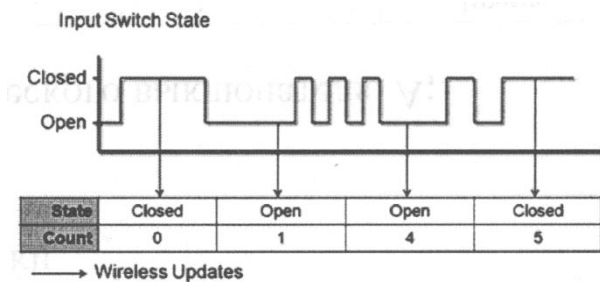 Input Switch State
Closed
Open
State Closed Open Open Closed
Count 0 1 4 5
Wireless Updates